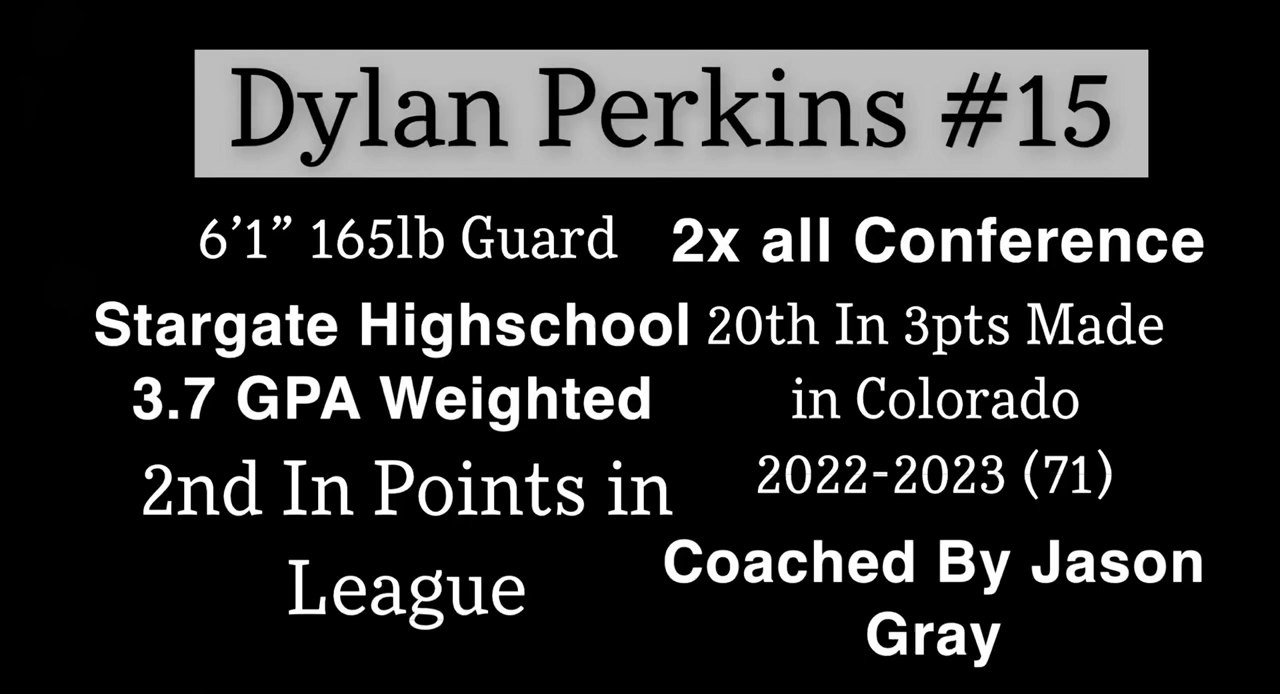 Dylan Perkins #15
6’1” 165lb Guard
Stargate Highschool
3.7 GPA Weighted
2nd In Points in
League
2x all Conference
20th In 3pts Made
in Colorado
2022-2023 (71)
Coached By Jason
Gray